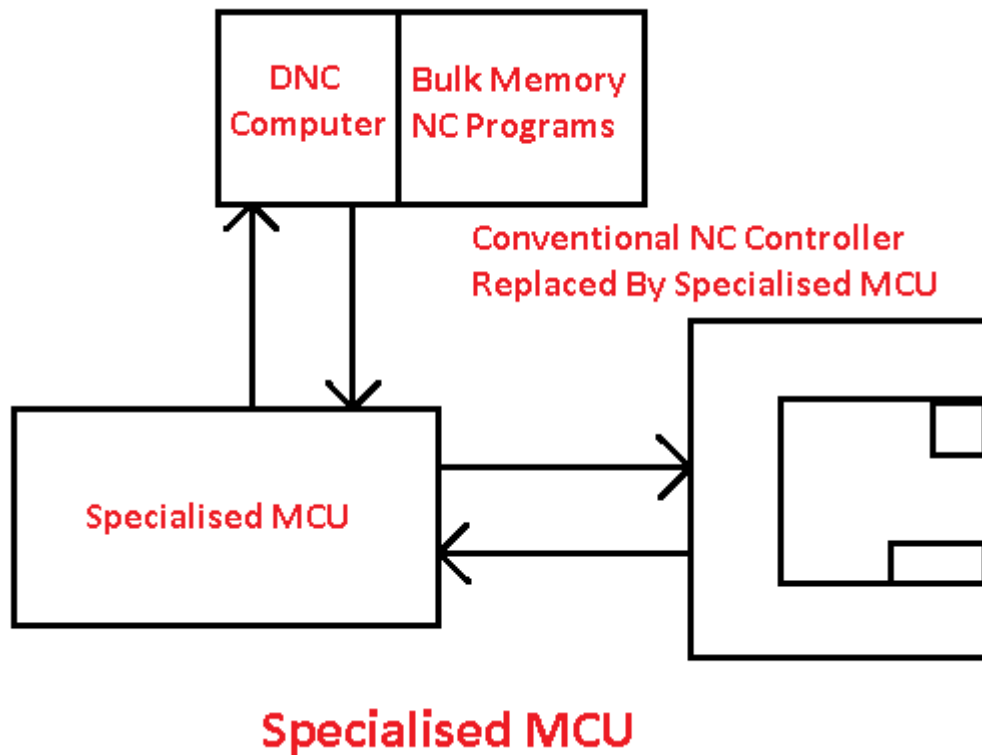 DNC
Computer
Bulk Memory
NC Programs
Conventional NC Controller
Replaced By Specialised MCU
Specialised MCU
Specialised MCU